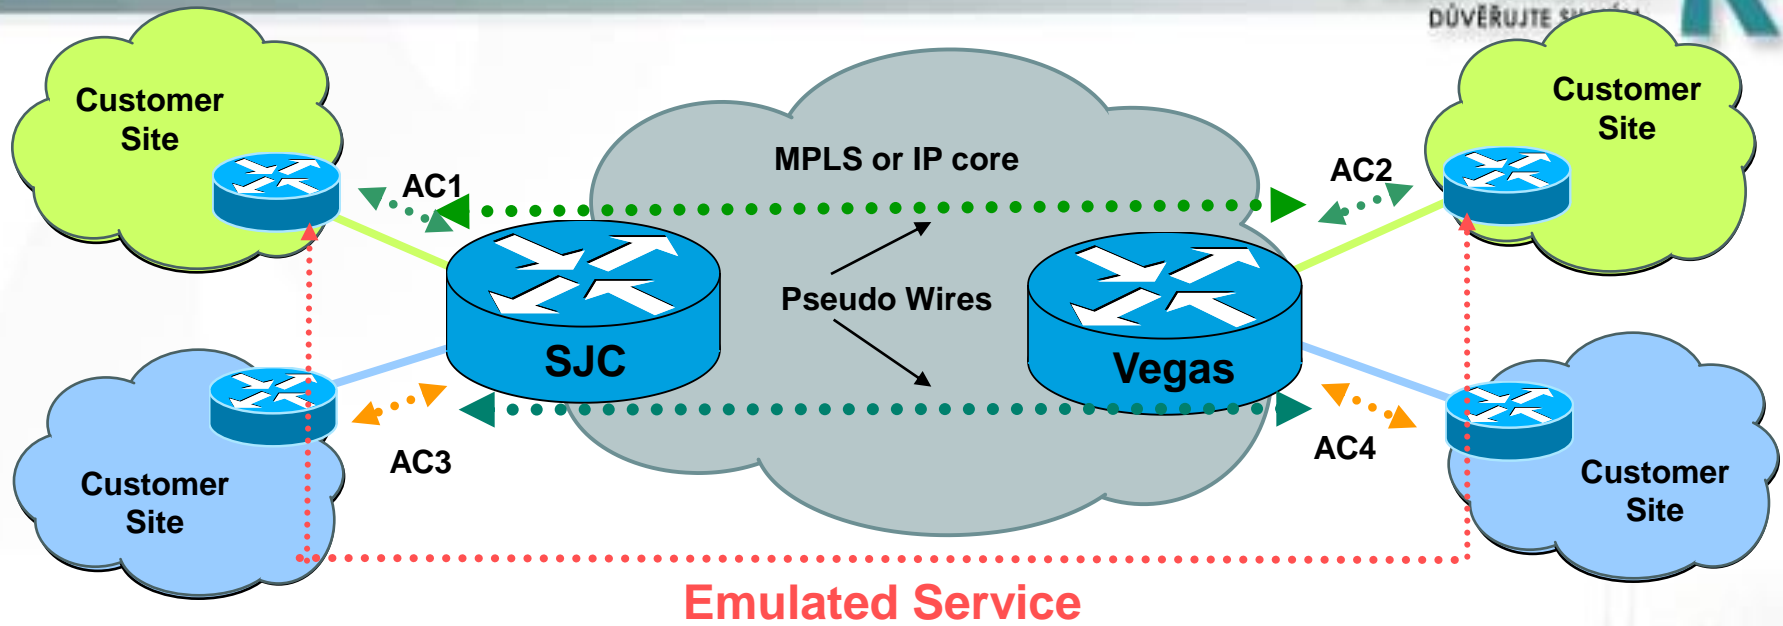 DŮVĚŘUJTE
Customer
Site
Customer
Site
MPLS or IP core
AC1
AC2
Pseudo Wires
SJC
Vegas
AC3
AC4
Customer
Site
Customer
Site
Emulated Service